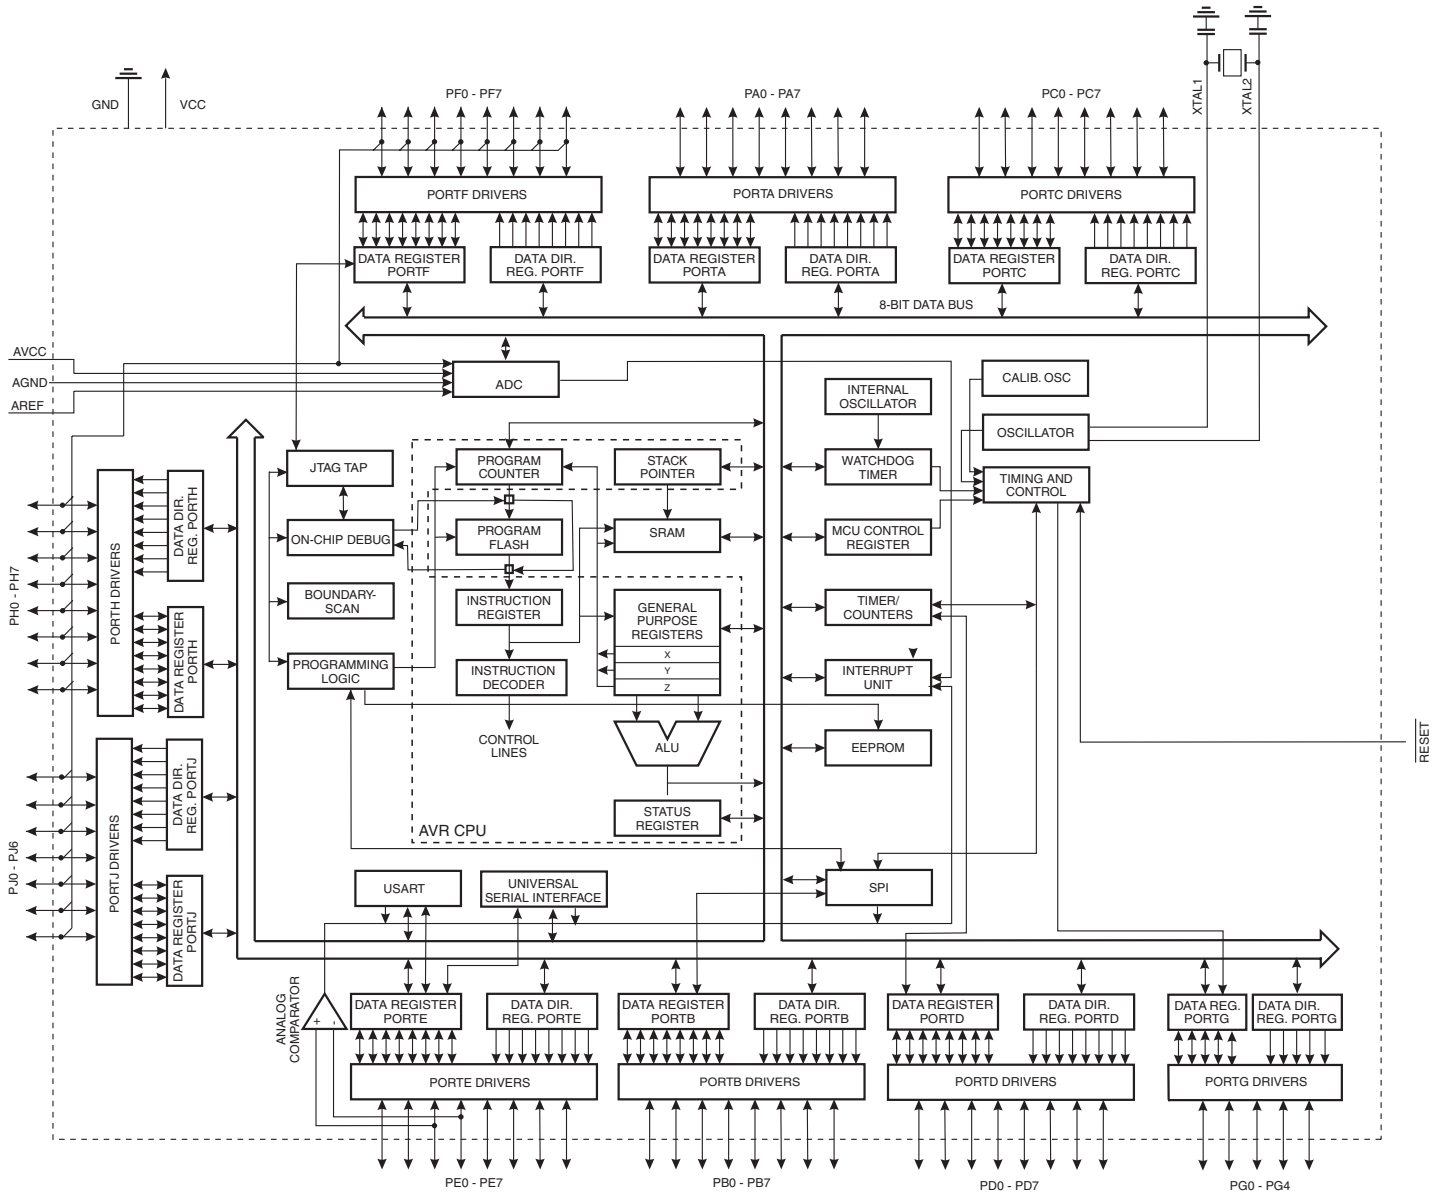 XTAL1
XTAL2
GND
VCC
PF0 - PF7
PA0 - PA7
PC0 - PC7
PORTF DRIVERS
PORTA DRIVERS
PORTC DRIVERS
DATA REGISTER
PORTF
DATA DIR.
REG. PORTF
DATA REGISTER
PORTA
DATA DIR.
REG. PORTA
DATA REGISTER
PORTC
DATA DIR.
REG. PORTC
8-BIT DATA BUS
AVCC
AGND
AREF
ADC
CALIB. OSC
INTERNAL
OSCILLATOR
OSCILLATOR
JTAG TAP
PROGRAM
COUNTER
STACK
POINTER
WATCHDOG
TIMER
TIMING AND
CONTROL
ON-CHIP DEBUG
PROGRAM
FLASH
SRAM
MCU CONTROL
REGISTER
BOUNDARY-
SCAN
INSTRUCTION
REGISTER
GENERAL
PURPOSE
REGISTERS
X
Y
Z
TIMER/
COUNTERS
PROGRAMMING
LOGIC
INSTRUCTION
DECODER
INTERRUPT
UNIT
CONTROL
LINES
ALU
EEPROM
RESET
STATUS
REGISTER
AVR CPU
PH0 - PH7
PORTH DRIVERS
DATA DIR.
REG. PORTH
DATA REGISTER
PORTH
PJ0 - PJ6
PORTJ DRIVERS
DATA DIR.
REG. PORTJ
DATA REGISTER
PORTJ
USART
UNIVERSAL
SERIAL INTERFACE
SPI
ANALOG
COMPARATOR
+
-
DATA REGISTER
PORTE
DATA DIR.
REG. PORTE
DATA REGISTER
PORTB
DATA DIR.
REG. PORTB
DATA REGISTER
PORTD
DATA DIR.
REG. PORTD
DATA REG.
PORTG
DATA DIR.
REG. PORTG
PORTE DRIVERS
PORTB DRIVERS
PORTD DRIVERS
PORTG DRIVERS
PE0 - PE7
PB0 - PB7
PD0 - PD7
PG0 - PG4